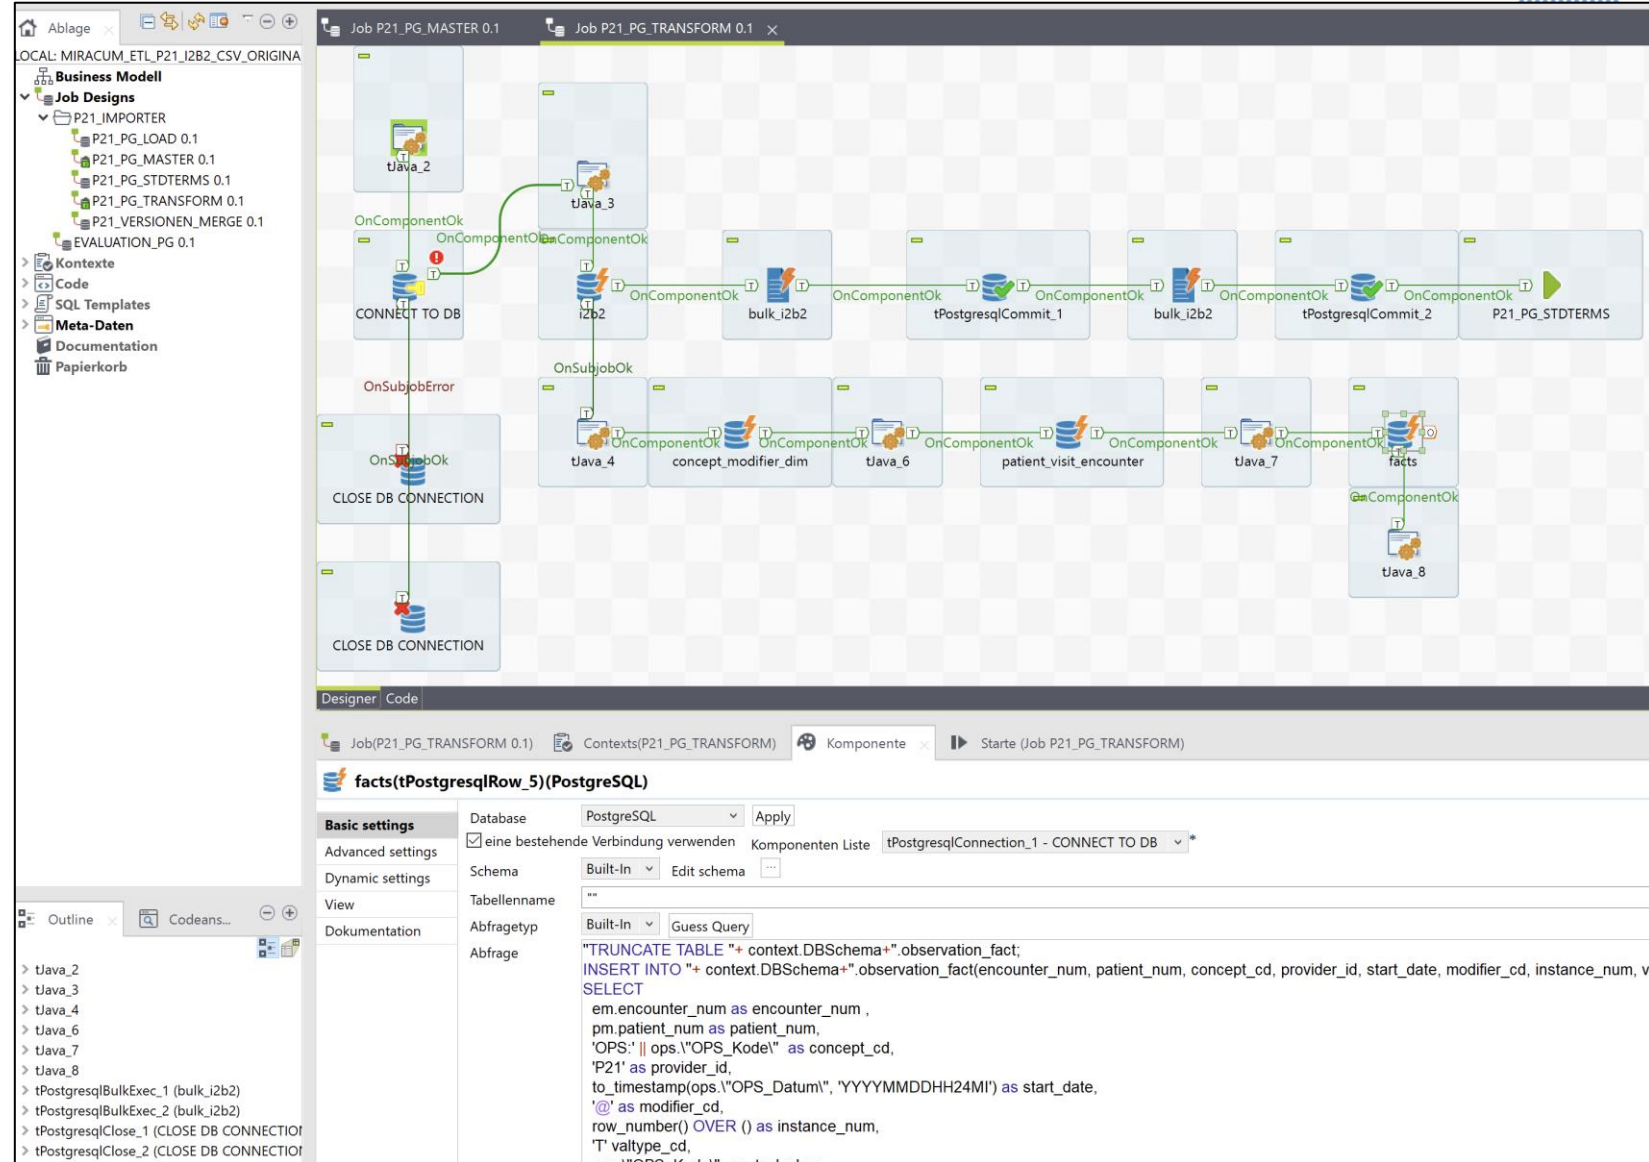 Ablage
LOCAL: MIRACUM_ETL_P21_I2B2_CSV_ORIGINA
Business Modell
Job Designs
P21_IMPORTER
P21_PG_LOAD 0.1
P21_PG_MASTER 0.1
P21_PG_STDTERMS 0.1
P21_PG_TRANSFORM 0.1
P21_VERSIONEN_MERGE 0.1
EVALUATION_PG 0.1
Kontexte
Code
SQL Templates
Meta-Daten
Documentation
Papierkorb
Job P21_PG_MASTER 0.1
Job P21_PG_TRANSFORM 0.1
tJava_2
tJava_3
OnComponentOk
OnComponentOk
OnComponentOk
CONNECT TO DB
i2b2
OnComponentOk
bulk_i2b2
OnComponentOk
tPostgresqlCommit_1
OnComponentOk
bulk_i2b2
OnComponentOk
tPostgresqlCommit_2
OnComponentOk
P21_PG_STDTERMS
OnSubjobError
OnSubjobOk
OnSubjobOk
CLOSE DB CONNECTION
tJava_4
OnComponentOk
concept_modifier_dim
OnComponentOk
tJava_6
OnComponentOk
patient_visit_encounter
OnComponentOk
tJava_7
OnComponentOk
facts
OnComponentOk
tJava_8
CLOSE DB CONNECTION
Designer
Code
Job(P21_PG_TRANSFORM 0.1)
Contexts(P21_PG_TRANSFORM)
Komponente
Starte (Job P21_PG_TRANSFORM)
facts(tPostgresqlRow_5)(PostgreSQL)
Basic settings
Advanced settings
Dynamic settings
View
Dokumentation
Database PostgreSQL Apply
eine bestehende Verbindung verwenden Komponenten Liste tPostgresqlConnection_1 - CONNECT TO DB *
Schema Built-In Edit schema ...
Tabellenname ""
Abfragetyp Built-In Guess Query
Abfrage
"TRUNCATE TABLE "+ context.DBSchema+".observation_fact;
INSERT INTO "+ context.DBSchema+".observation_fact(encounter_num, patient_num, concept_cd, provider_id, start_date, modifier_cd, instance_num, v
SELECT
em.encounter_num as encounter_num ,
pm.patient_num as patient_num,
'OPS:' || ops.\"OPS_Kode\" as concept_cd,
'P21' as provider_id,
to_timestamp(ops.\"OPS_Datum\", 'YYYYMMDDHH24MI') as start_date,
'@' as modifier_cd,
row_number() OVER () as instance_num,
'T' valtype_cd,
Outline
Codeans...
tJava_2
tJava_3
tJava_4
tJava_6
tJava_7
tJava_8
tPostgresqlBulkExec_1 (bulk_i2b2)
tPostgresqlBulkExec_2 (bulk_i2b2)
tPostgresqlClose_1 (CLOSE DB CONNECTION
tPostgresqlClose_2 (CLOSE DB CONNECTION